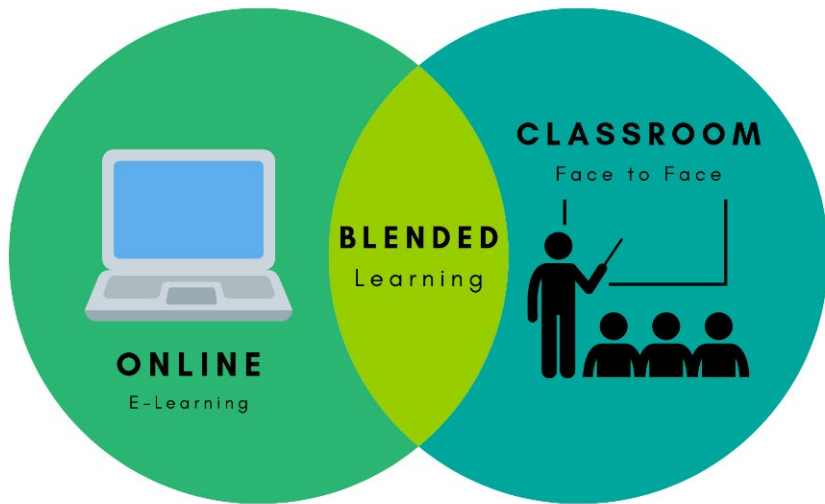 ONLINE
E-Learning
BLENDED
Learning
CLASSROOM
Face to Face